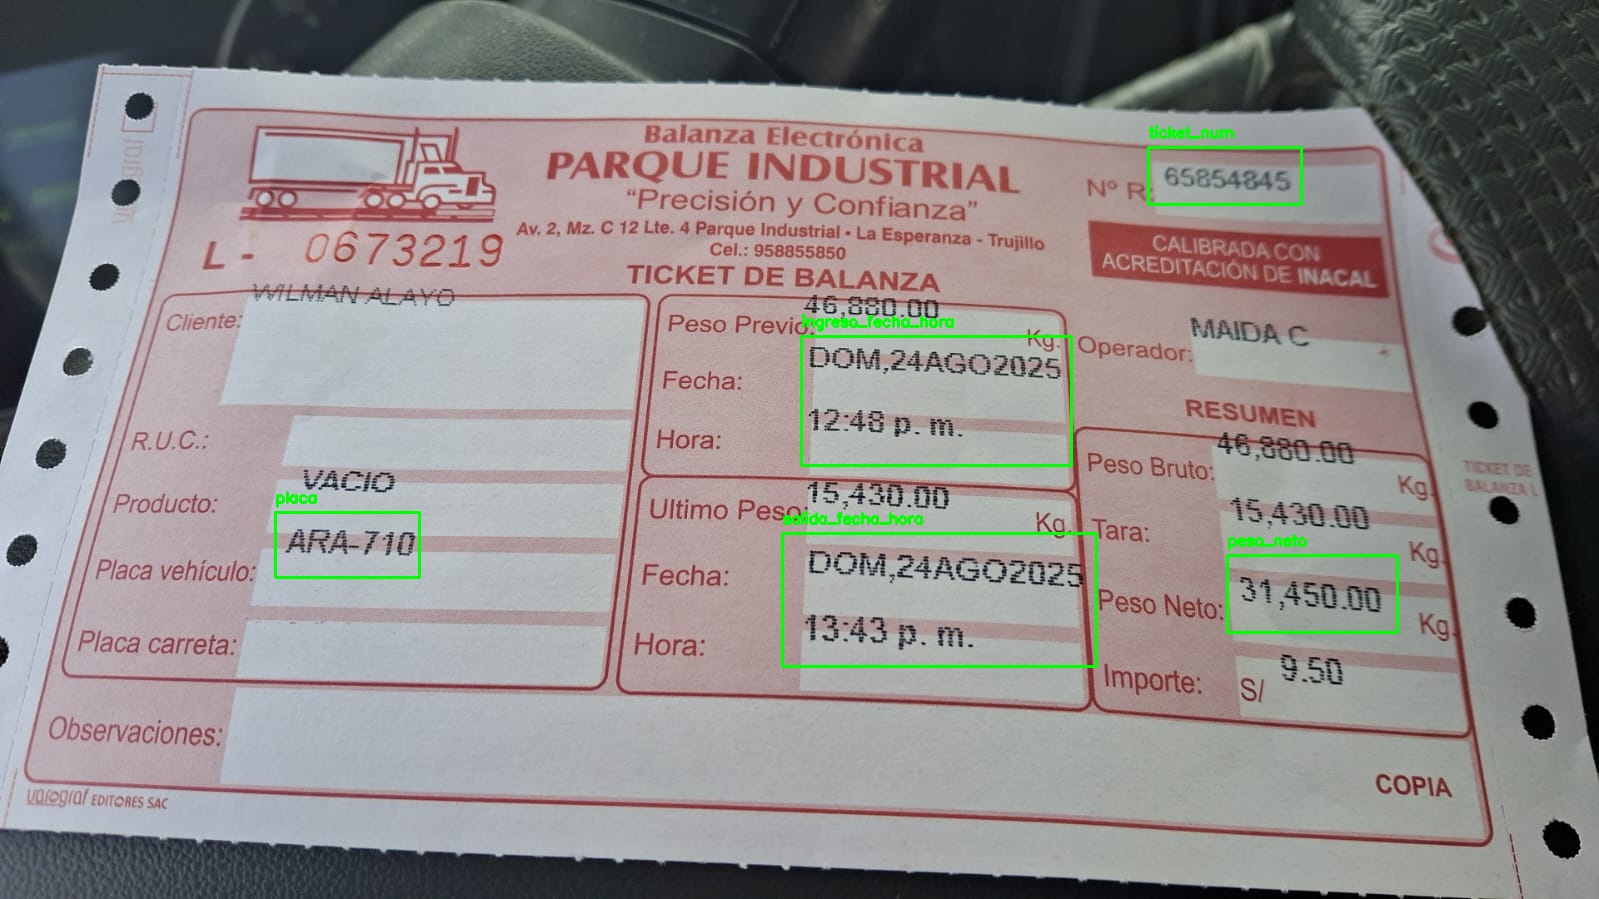 Balanza Electrónica
PARQUE INDUSTRIAL
“Precisión y Confianza”
Av. 2, Mz. C 12 Lte. 4 Parque Industrial • La Esperanza - Trujillo
Cel.: 958855850
ticket_num
Nº R. 65854845
CALIBRADA CON
ACREDITACIÓN DE INACAL
L - 0673219
TICKET DE BALANZA
Cliente: WILMAN ALAYO
R.U.C.:
Producto: VACIO
placa
Placa vehículo: ARA-710
Placa carreta:
Peso Previo: 46,880.00 Kg.
ingreso_fecha_hora
Fecha: DOM,24AGO2025
Hora: 12:48 p. m.
Ultimo Peso: 15,430.00 Kg.
salida_fecha_hora
Fecha: DOM,24AGO2025
Hora: 13:43 p. m.
Operador: MAIDA C
RESUMEN
Peso Bruto: 46,880.00 Kg.
Tara: 15,430.00 Kg.
peso_neto
Peso Neto: 31,450.00 Kg.
Importe: S/ 9.50
Observaciones:
COPIA
varegraf EDITORES SAC
TICKET DE
BALANZA L